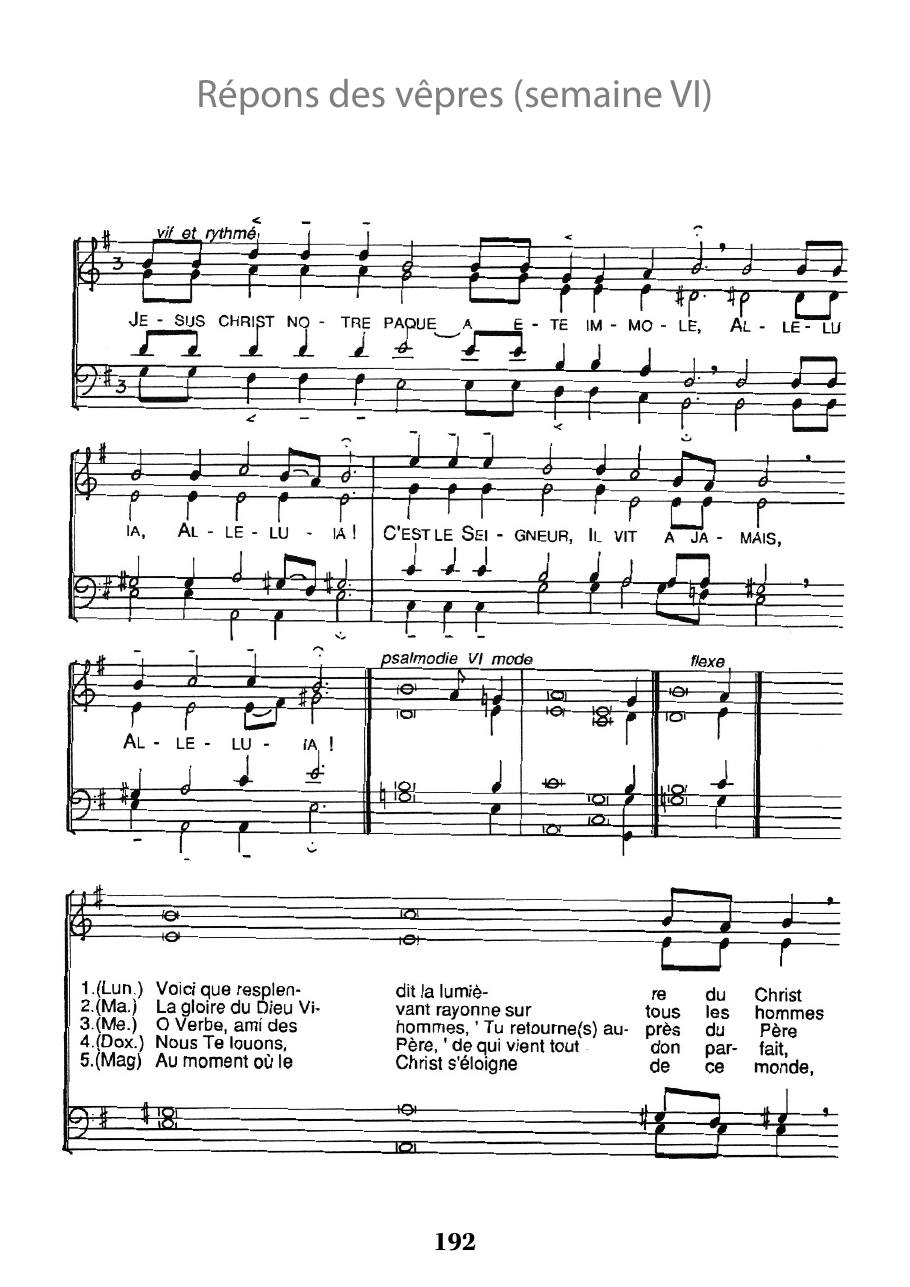 Répons des vêpres (semaine VI)
vif et rythmé
3
JE - SUS CHRIST NO - TRE PAQUE A E - TE IM - MO - LE, AL - LE - LU
3
IA, AL - LE - LU - IA ! C'EST LE SEI - GNEUR, IL VIT A JA - MAIS,
psalmodie VI mode flexe
AL - LE - LU - IA !
1.(Lun.) Voici que resplen- dit la lumiè- re du Christ
2.(Ma.) La gloire du Dieu Vi- vant rayonne sur tous les hommes
3.(Me.) O Verbe, ami des hommes, ' Tu retourne(s) au- près du Père
4.(Dox.) Nous Te louons, Père, ' de qui vient tout don par- fait,
5.(Mag) Au moment où le Christ s'éloigne de ce monde,
192